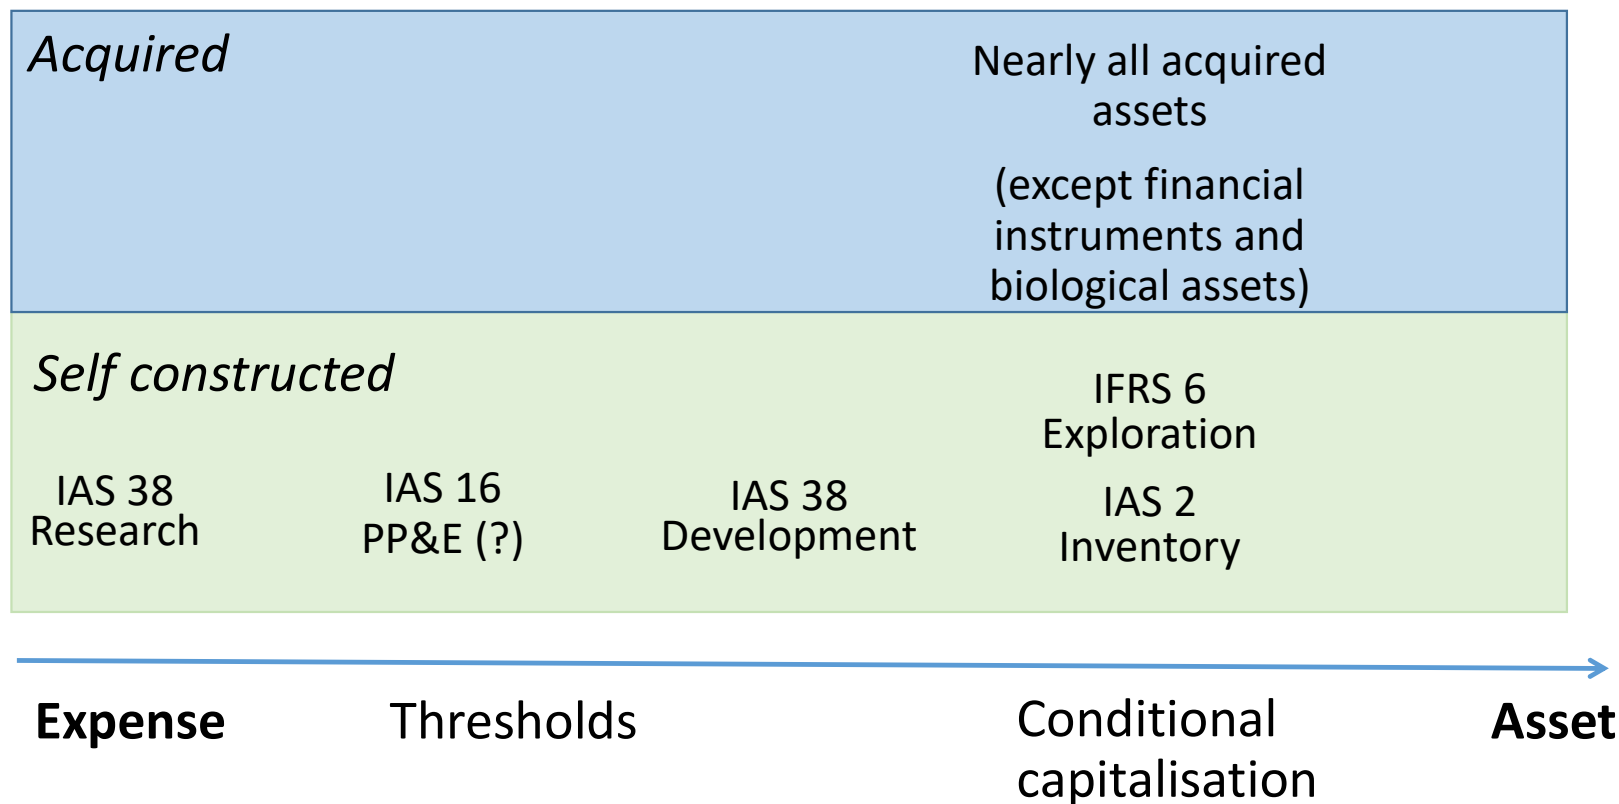 Acquired
Nearly all acquired
assets
(except financial
instruments and
biological assets)
Self constructed
IFRS 6
Exploration
IAS 38
Research
IAS 16
PP&E (?)
IAS 38
Development
IAS 2
Inventory
Expense
Thresholds
Conditional
capitalisation
Asset